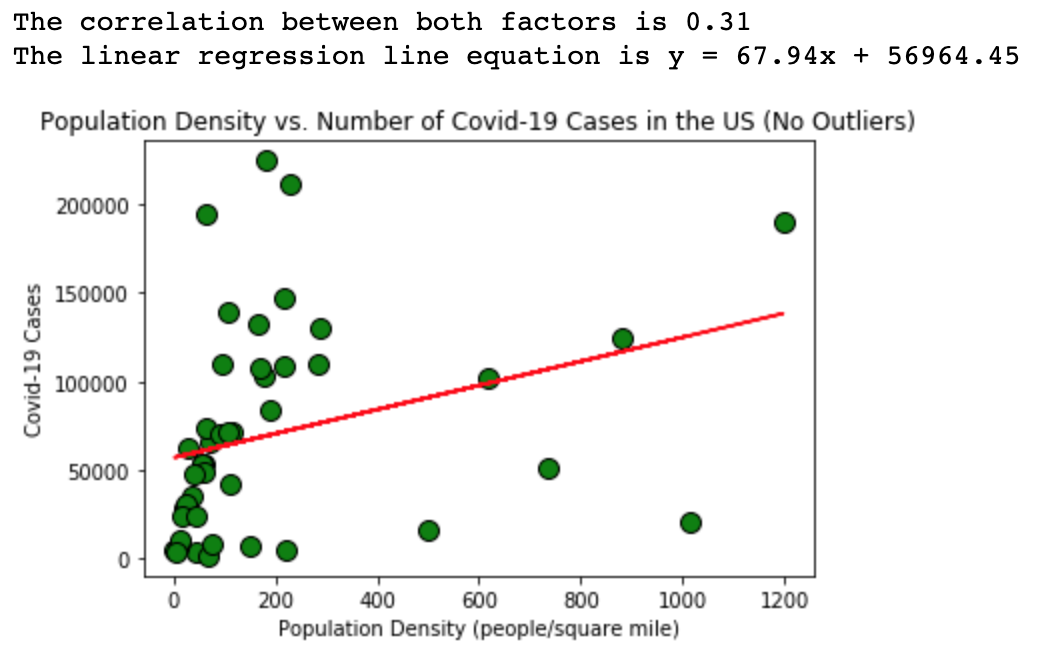 The correlation between both factors is 0.31
The linear regression line equation is y = 67.94x + 56964.45
Population Density vs. Number of Covid-19 Cases in the US (No Outliers)
Covid-19 Cases
200000
150000
100000
50000
0
0 200 400 600 800 1000 1200
Population Density (people/square mile)